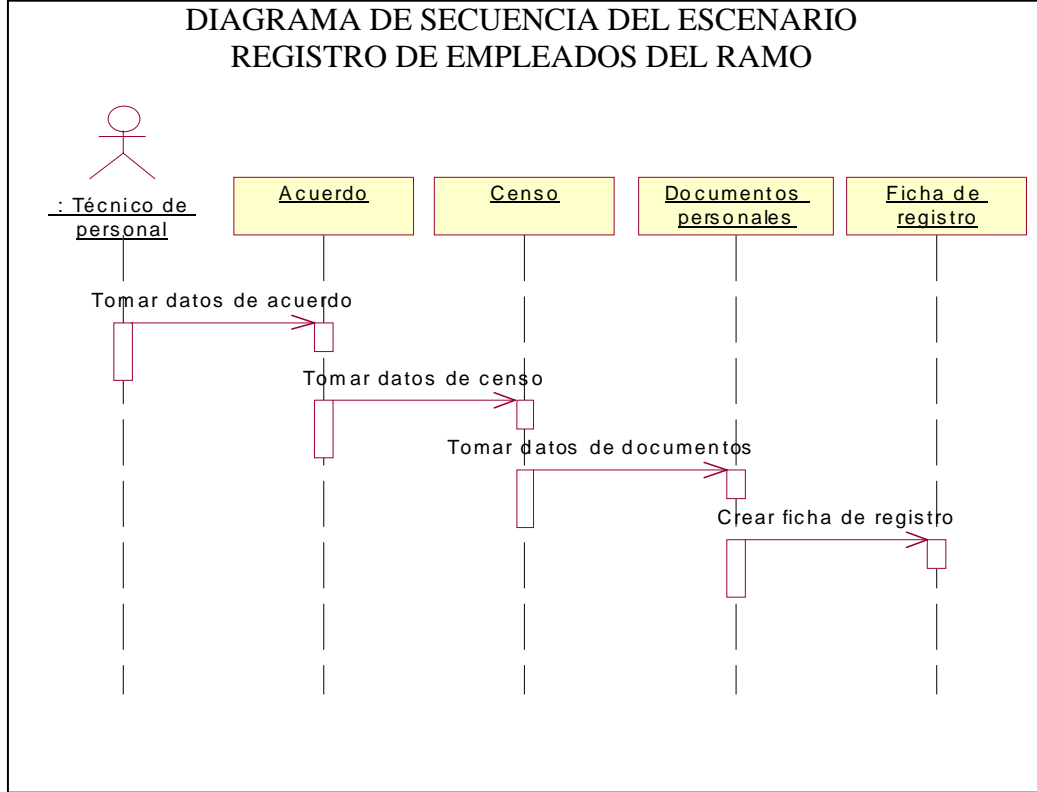 DIAGRAMA DE SECUENCIA DEL ESCENARIO
REGISTRO DE EMPLEADOS DEL RAMO
: Técnico de
personal
Acuerdo
Censo
Documentos
personales
Ficha de
registro
Tomar datos de acuerdo
Tomar datos de censo
Tomar datos de documentos
Crear ficha de registro